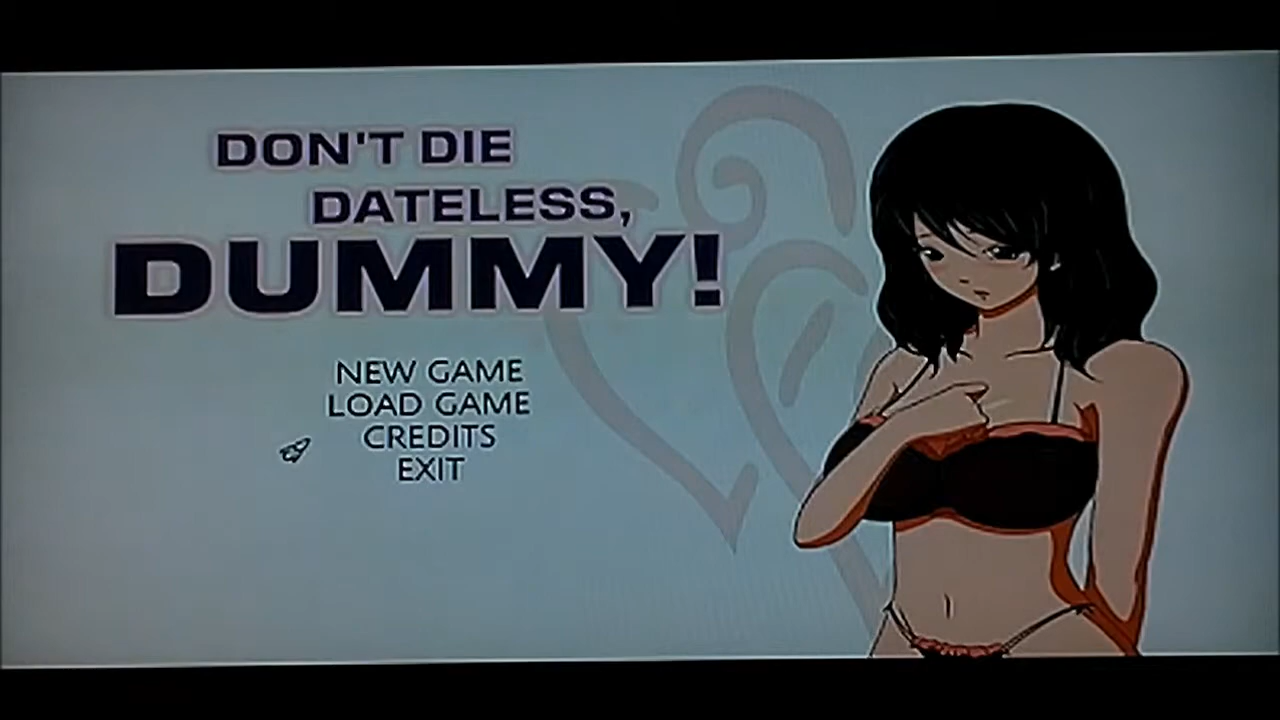 DON'T DIE
DATELESS,
DUMMY!
NEW GAME
LOAD GAME
CREDITS
EXIT